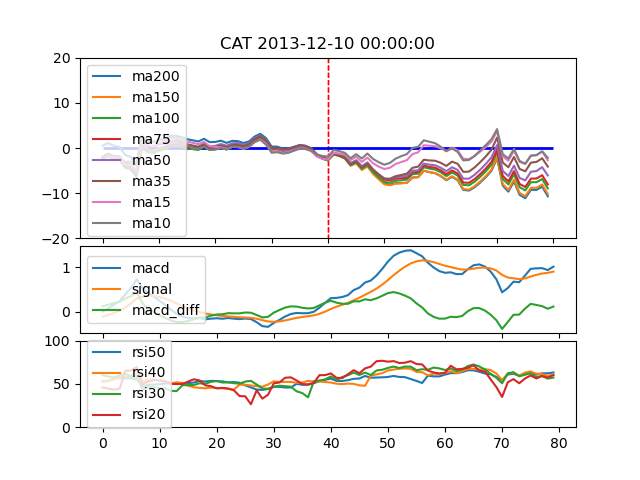 CAT 2013-12-10 00:00:00
20
10
0
−10
−20
ma200
ma150
ma100
ma75
ma50
ma35
ma15
ma10
1
0
macd
signal
macd_diff
100
50
0
rsi50
rsi40
rsi30
rsi20
0 10 20 30 40 50 60 70 80